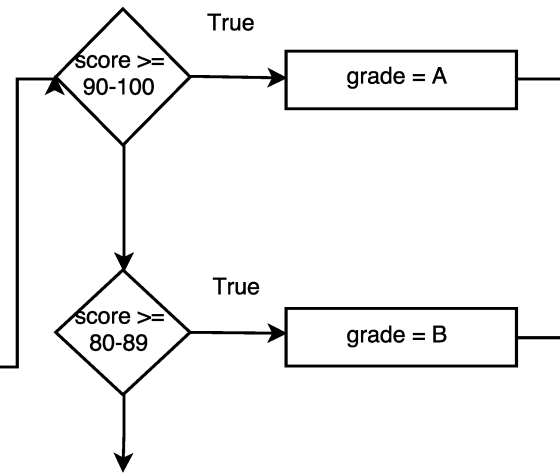 True
score >=
90-100
grade = A
True
score >=
80-89
grade = B